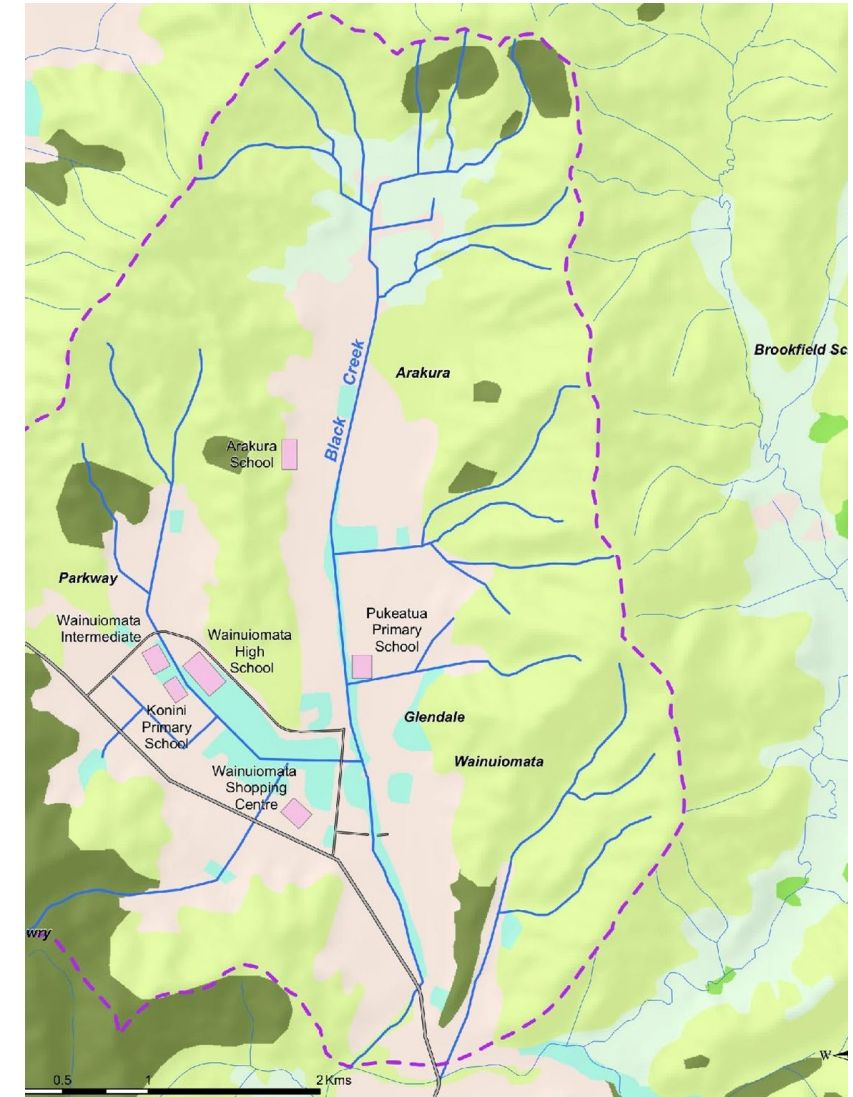 Brookfield Sc
Black Creek
Arakura
Arakura
School
Parkway
Wainuiomata
Intermediate
Wainuiomata
High
School
Pukeatua
Primary
School
Konini
Primary
School
Glendale
Wainuiomata
Wainuiomata
Shopping
Centre
wry
W
0.5 1 2 Kms